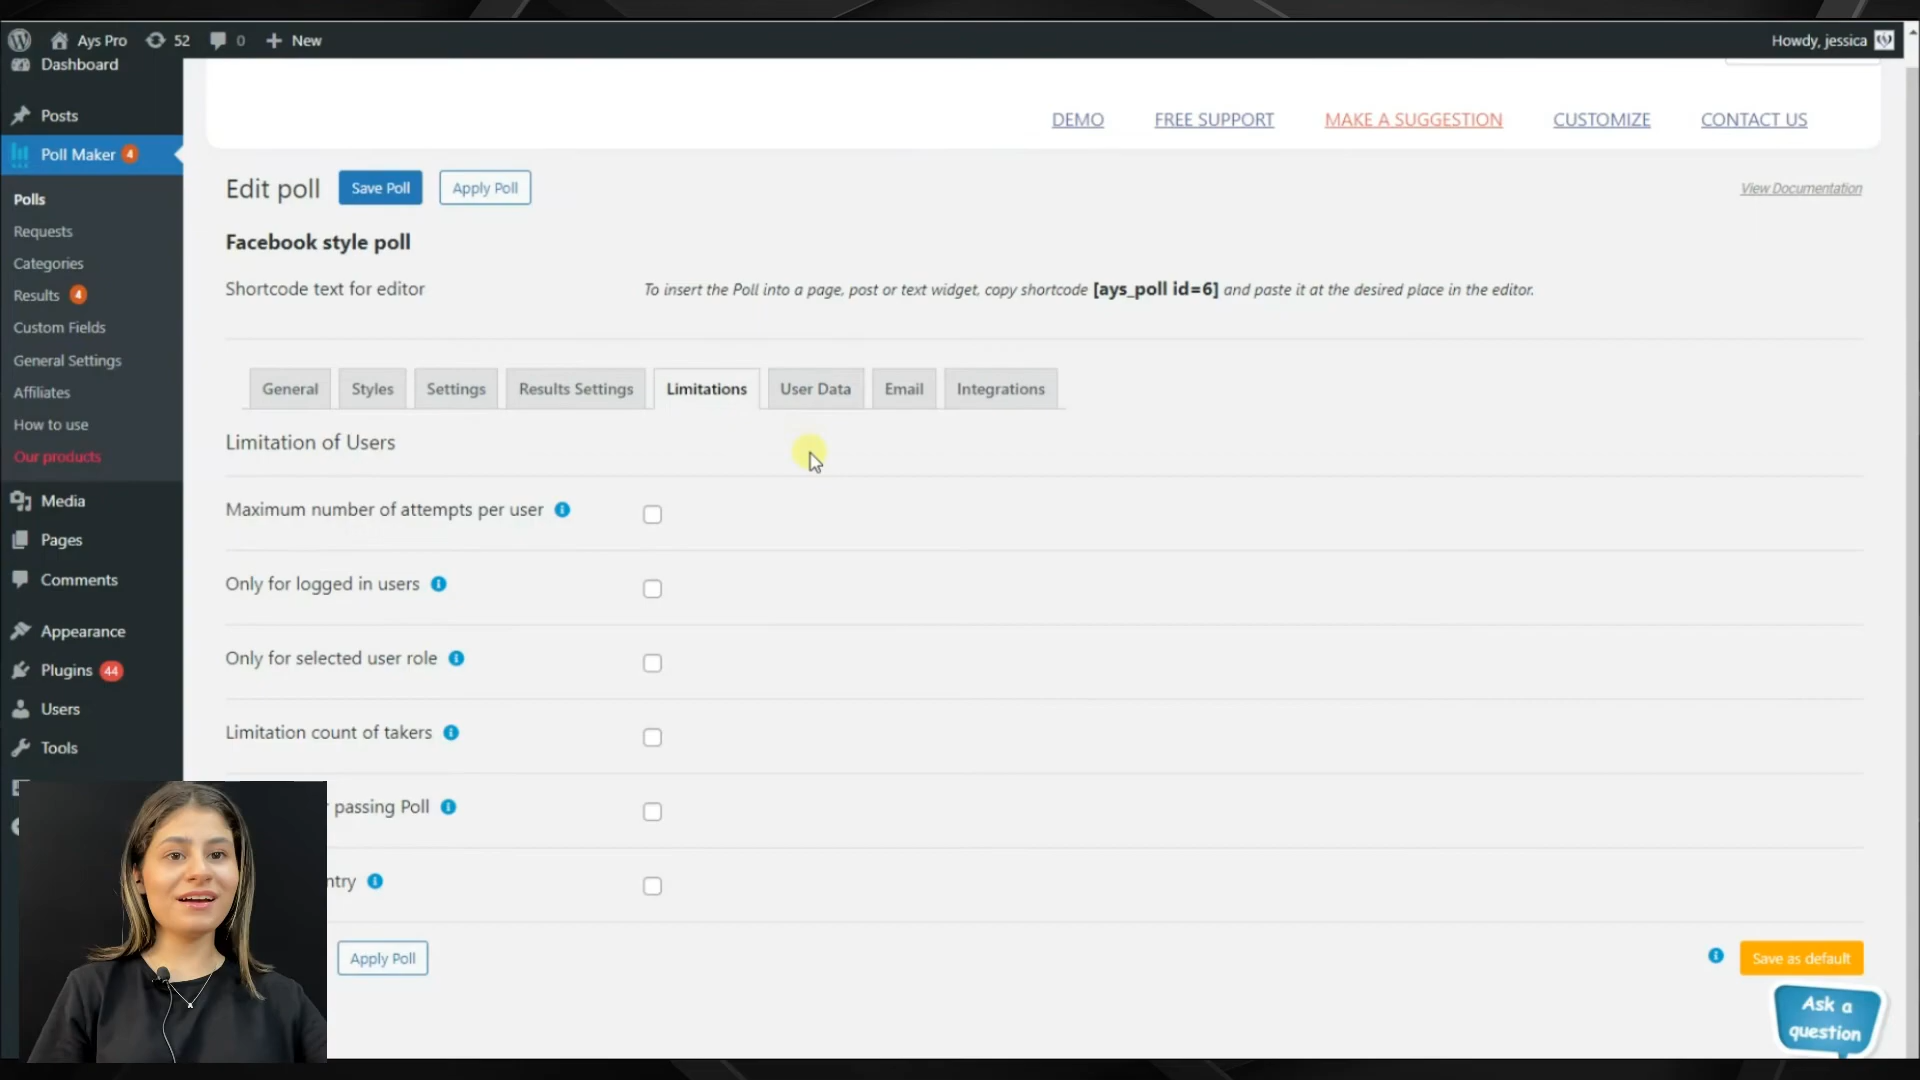 Ays Pro 52 0 New Howdy, jessica
Dashboard
Posts
Poll Maker 4
Polls
Requests
Categories
Results 4
Custom Fields
General Settings
Affiliates
How to use
Our products
Media
Pages
Comments
Appearance
Plugins 44
Users
Tools
DEMO FREE SUPPORT MAKE A SUGGESTION CUSTOMIZE CONTACT US
Edit poll Save Poll Apply Poll View Documentation
Facebook style poll
Shortcode text for editor To insert the Poll into a page, post or text widget, copy shortcode [ays_poll id=6] and paste it at the desired place in the editor.
General Styles Settings Results Settings Limitations User Data Email Integrations
Limitation of Users
Maximum number of attempts per user
Only for logged in users
Only for selected user role
Limitation count of takers
passing Poll
ntry
Apply Poll Save as default
Ask a
question